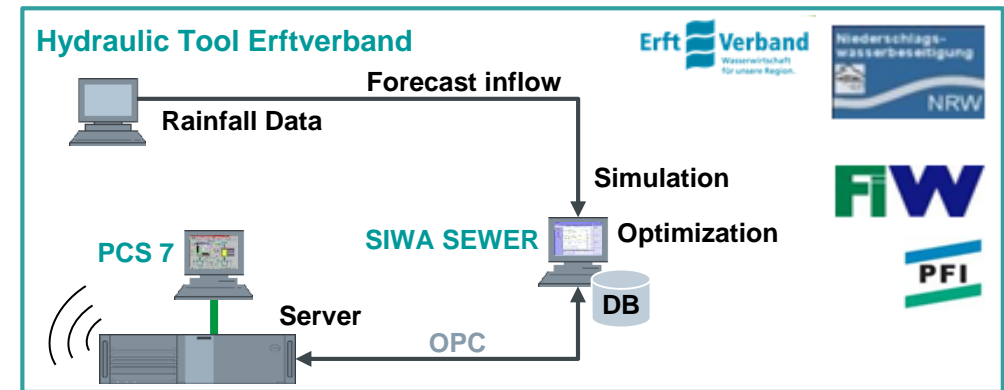 Hydraulic Tool Erftverband
Erft Verband
Wasserwirtschaft
für unsere Region.
Niederschlags-
wasserbeseitigung
NRW
Forecast inflow
Rainfall Data
FiW
Simulation
SIWA SEWER
Optimization
PCS 7
PFI
DB
Server
OPC